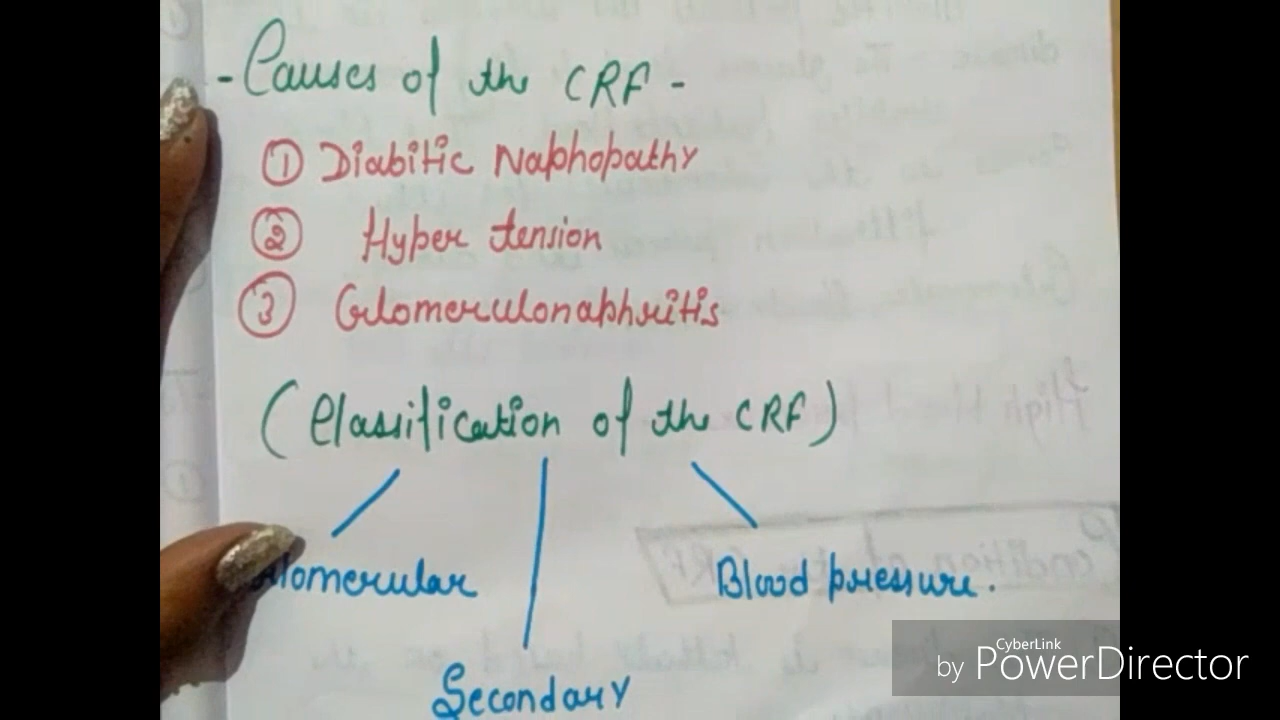 - Causes of the CRF -
① Diabitic Naphopathy
② Hyper tension
③ Glomerulonaphritis
(Classification of the CRF)
lomerular
Blood pressure.
Secondary
CyberLink
by PowerDirector